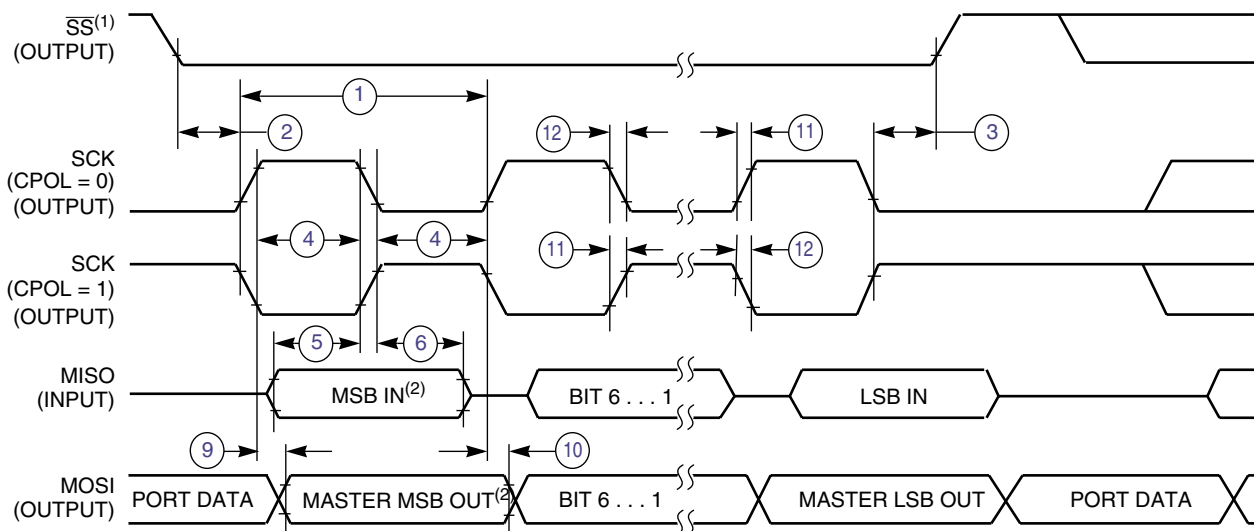 SS(1)
(OUTPUT)
1
2
12
11
3
SCK
(CPOL = 0)
(OUTPUT)
4
4
SCK
(CPOL = 1)
(OUTPUT)
11
12
5
6
MISO
(INPUT)
MSB IN(2)
BIT 6 . . . 1
LSB IN
9
10
MOSI
(OUTPUT)
PORT DATA
MASTER MSB OUT(2
BIT 6 . . . 1
MASTER LSB OUT
PORT DATA